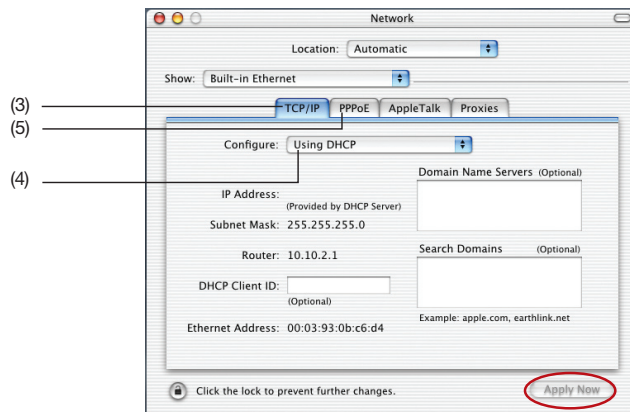 Network
Location: Automatic
Show: Built-in Ethernet
(3)
TCP/IP PPPoE AppleTalk Proxies
(5)
Configure: Using DHCP
(4)
Domain Name Servers (Optional)
IP Address:
(Provided by DHCP Server)
Subnet Mask: 255.255.255.0
Router: 10.10.2.1
Search Domains (Optional)
DHCP Client ID:
(Optional)
Example: apple.com, earthlink.net
Ethernet Address: 00:03:93:0b:c6:d4
Click the lock to prevent further changes.
Apply Now